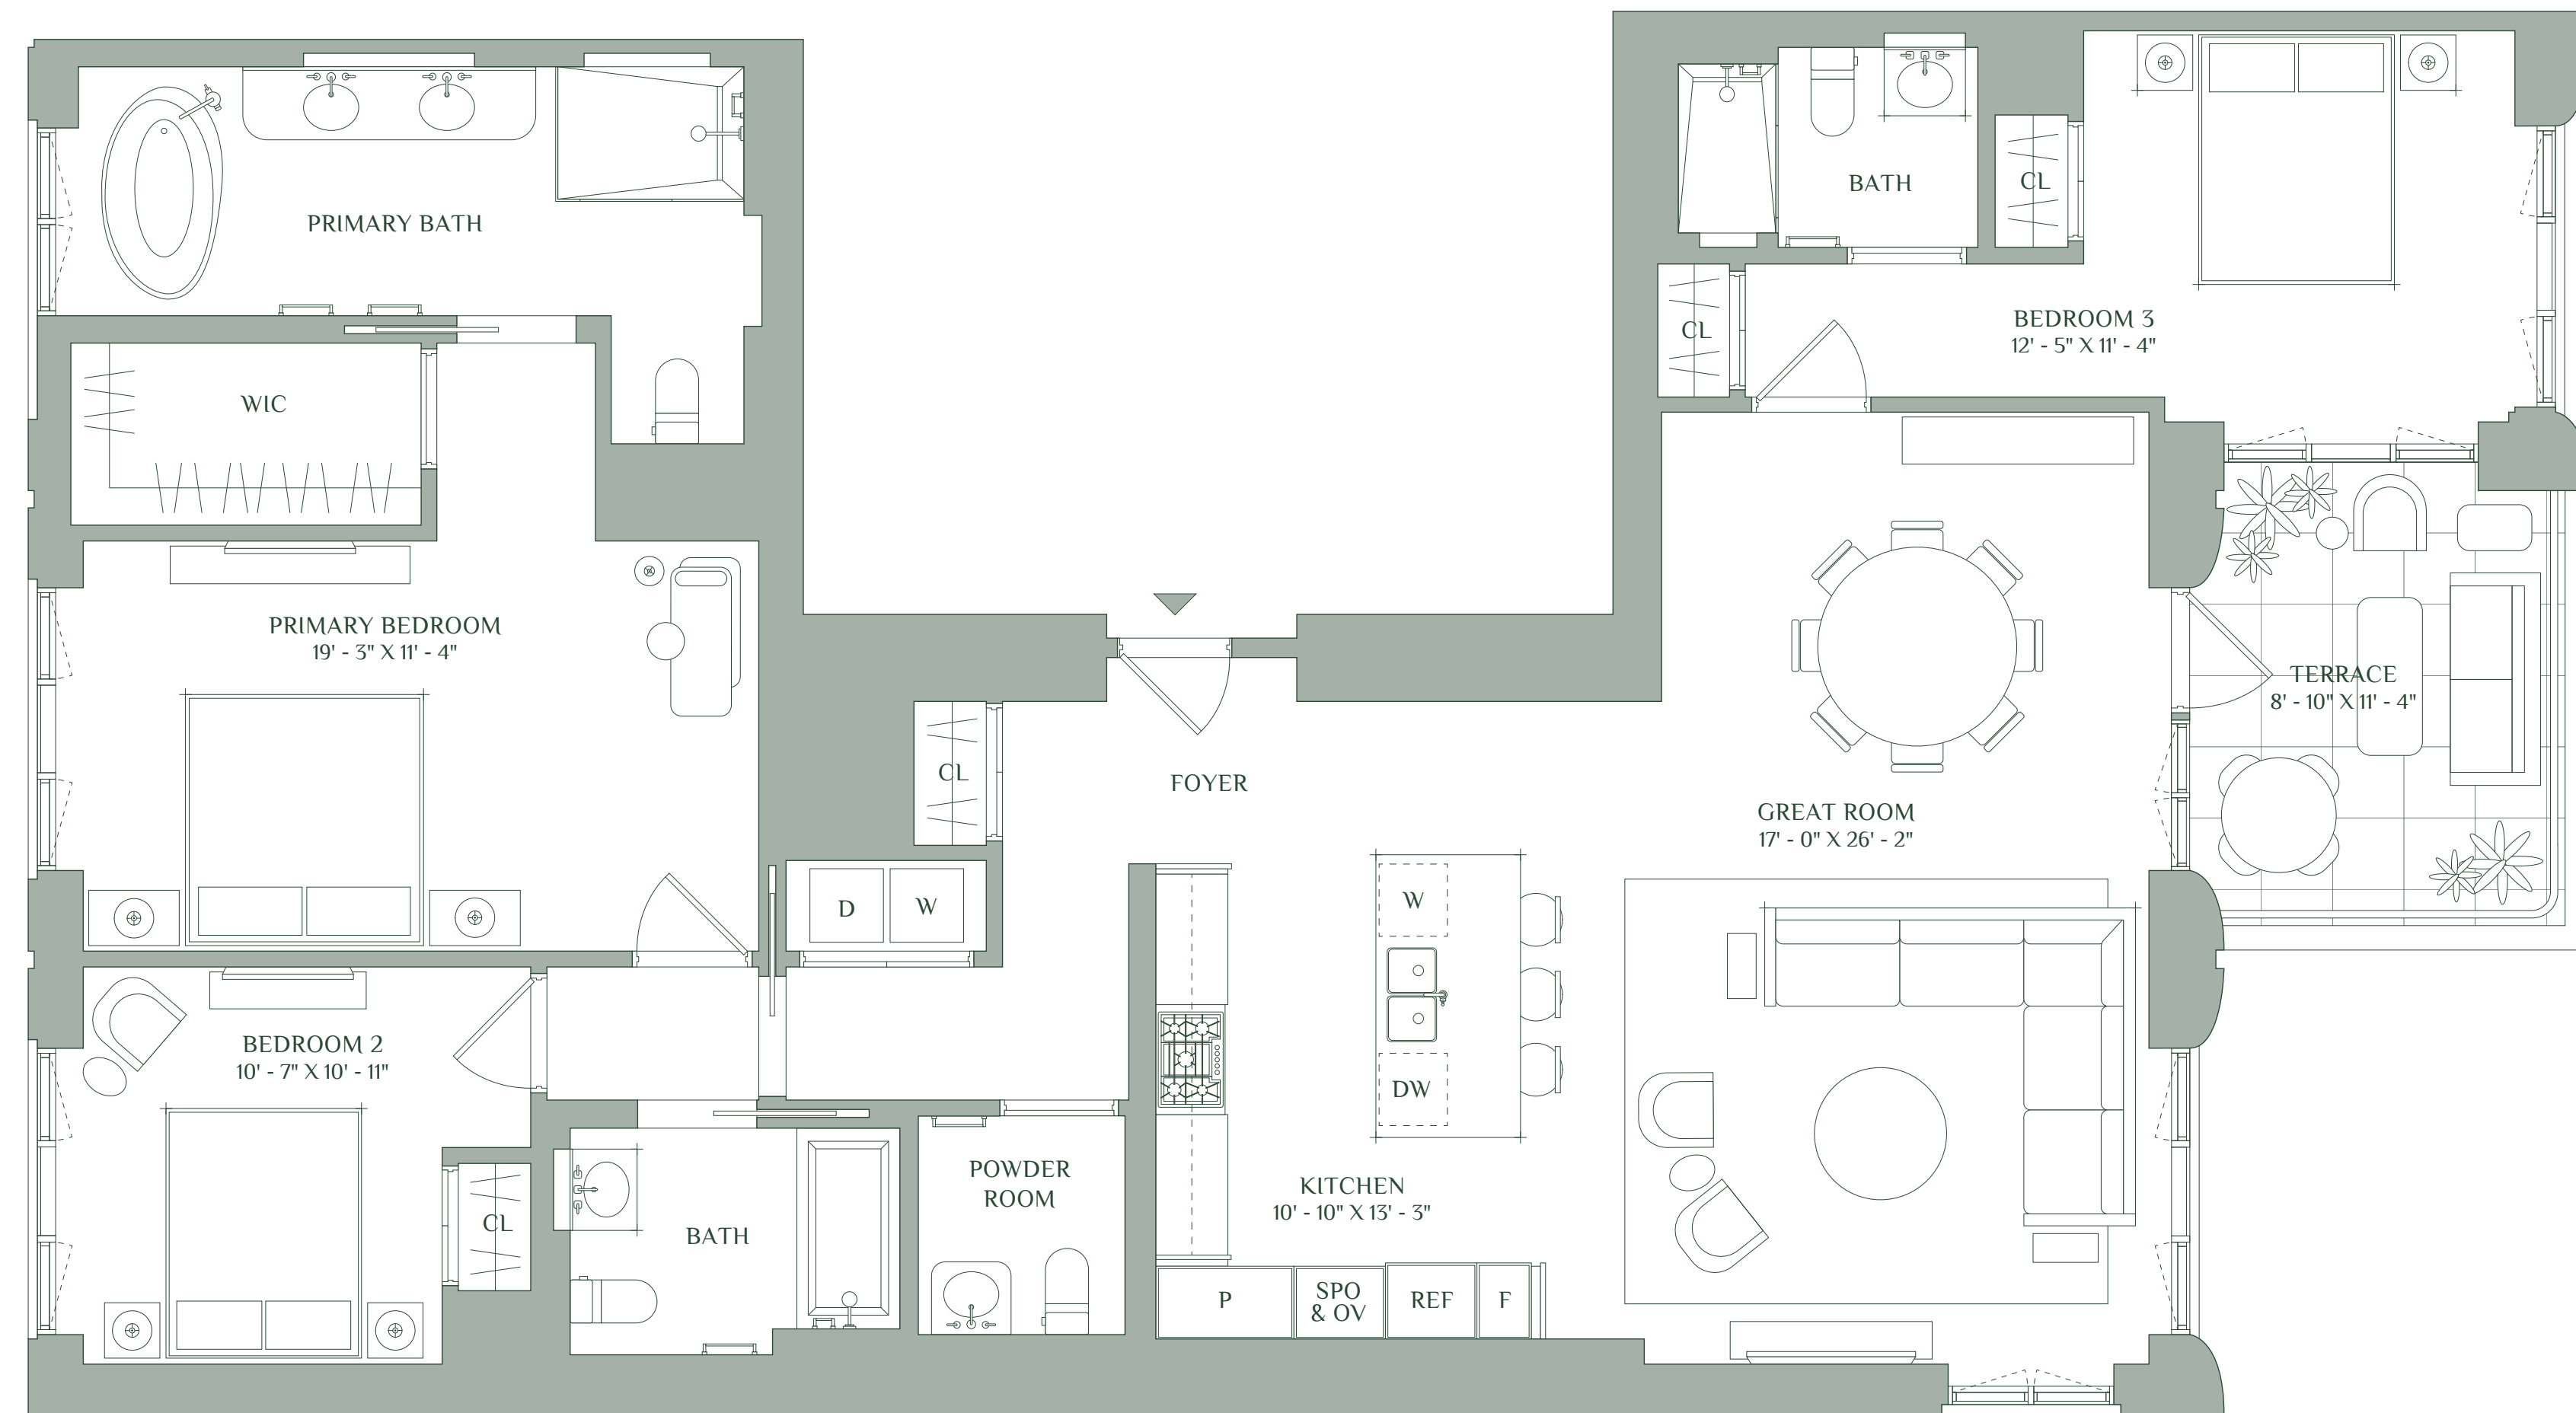 PRIMARY BATH
BATH
CL
BEDROOM 3
12' - 5" X 11' - 4"
CL
WIC
PRIMARY BEDROOM
19' - 3" X 11' - 4"
TERRACE
8' - 10" X 11' - 4"
CL
FOYER
GREAT ROOM
17' - 0" X 26' - 2"
D
W
W
BEDROOM 2
10' - 7" X 10' - 11"
DW
POWDER
ROOM
KITCHEN
10' - 10" X 13' - 3"
CL
BATH
P
SPO
& OV
REF
F